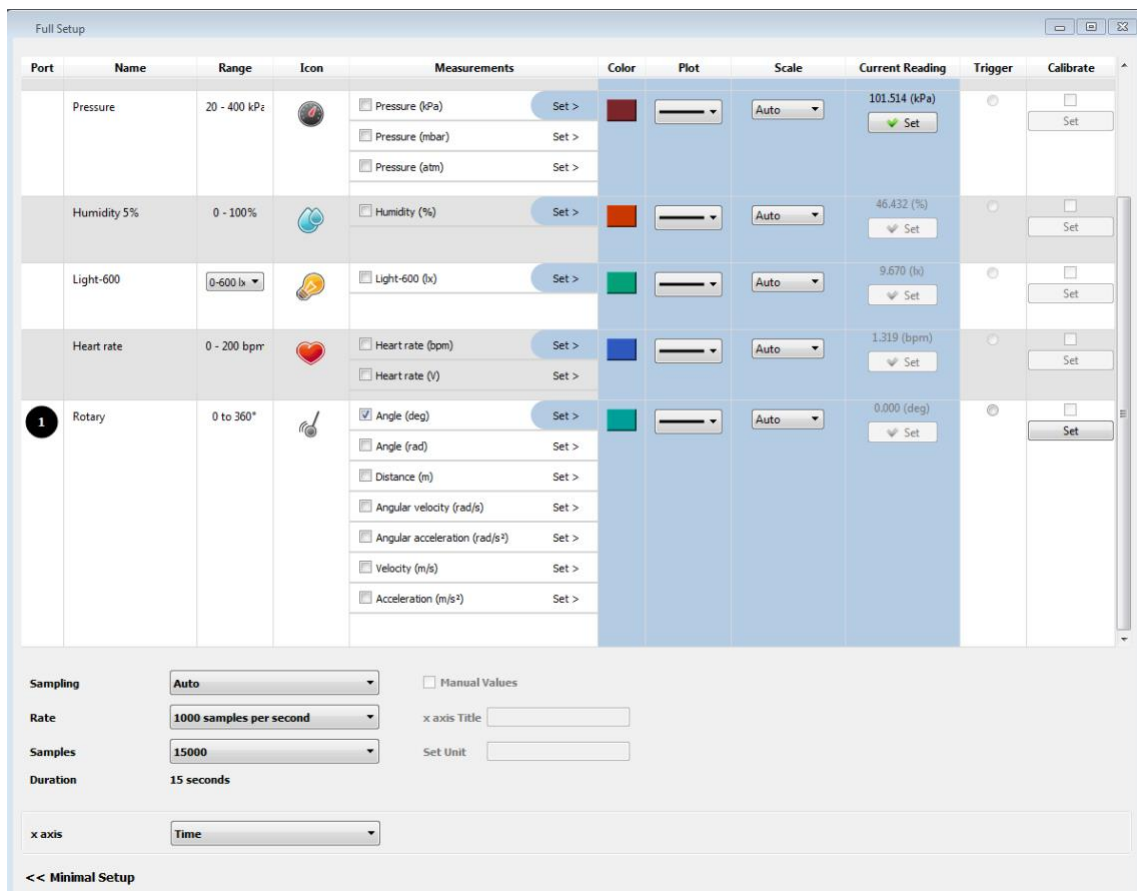 Full Setup
Port Name Range Icon Measurements Color Plot Scale Current Reading Trigger Calibrate
Pressure 20 - 400 kPa Pressure (kPa) Set > Auto 101.514 (kPa)
Set Set
Pressure (mbar) Set >
Pressure (atm) Set >
Humidity 5% 0 - 100% Humidity (%) Set > Auto 46.432 (%)
Set Set
Light-600 0-600 lx Light-600 (lx) Set > Auto 9.670 (lx)
Set Set
Heart rate 0 - 200 bpm Heart rate (bpm) Set > Auto 1.319 (bpm)
Set Set
Heart rate (V) Set >
1 Rotary 0 to 360° Angle (deg) Set > Auto 0.000 (deg)
Set Set
Angle (rad) Set >
Distance (m) Set >
Angular velocity (rad/s) Set >
Angular acceleration (rad/s²) Set >
Velocity (m/s) Set >
Acceleration (m/s²) Set >
Sampling Auto Manual Values
Rate 1000 samples per second x axis Title
Samples 15000 Set Unit
Duration 15 seconds
x axis Time
<< Minimal Setup